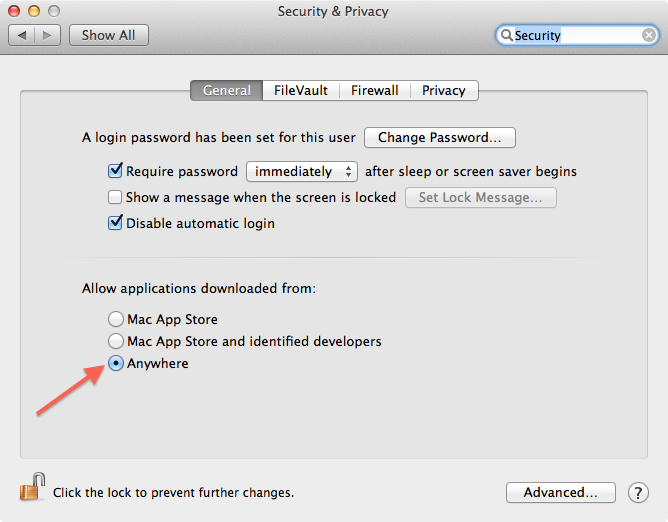 Security & Privacy
Show All
Security
General FileVault Firewall Privacy
A login password has been set for this user Change Password...
Require password immediately after sleep or screen saver begins
Show a message when the screen is locked Set Lock Message...
Disable automatic login
Allow applications downloaded from:
Mac App Store
Mac App Store and identified developers
Anywhere
Click the lock to prevent further changes. Advanced... ?